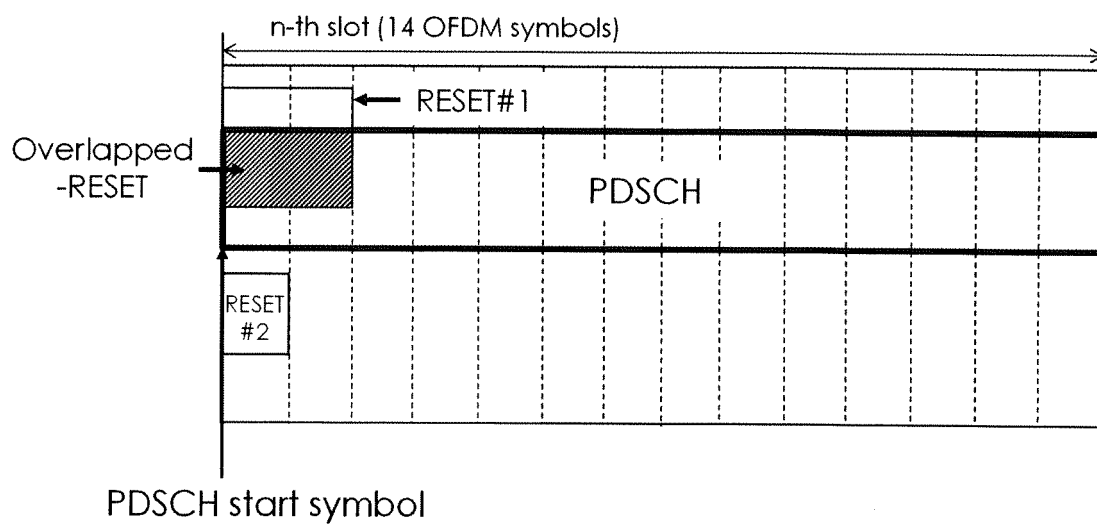 n-th slot (14 OFDM symbols)
RESET#1
Overlapped
-RESET
PDSCH
RESET
#2
PDSCH start symbol